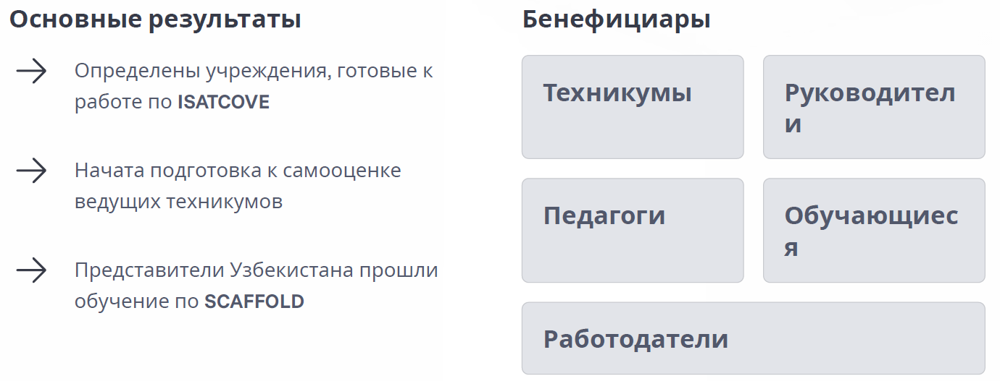 Основные результаты
Определены учреждения, готовые к
работе по ISATCOVE
Начата подготовка к самооценке
ведущих техникумов
Представители Узбекистана прошли
обучение по SCAFFOLD
Бенефициары
Техникумы
Руководител
и
Педагоги
Обучающиес
я
Работодатели